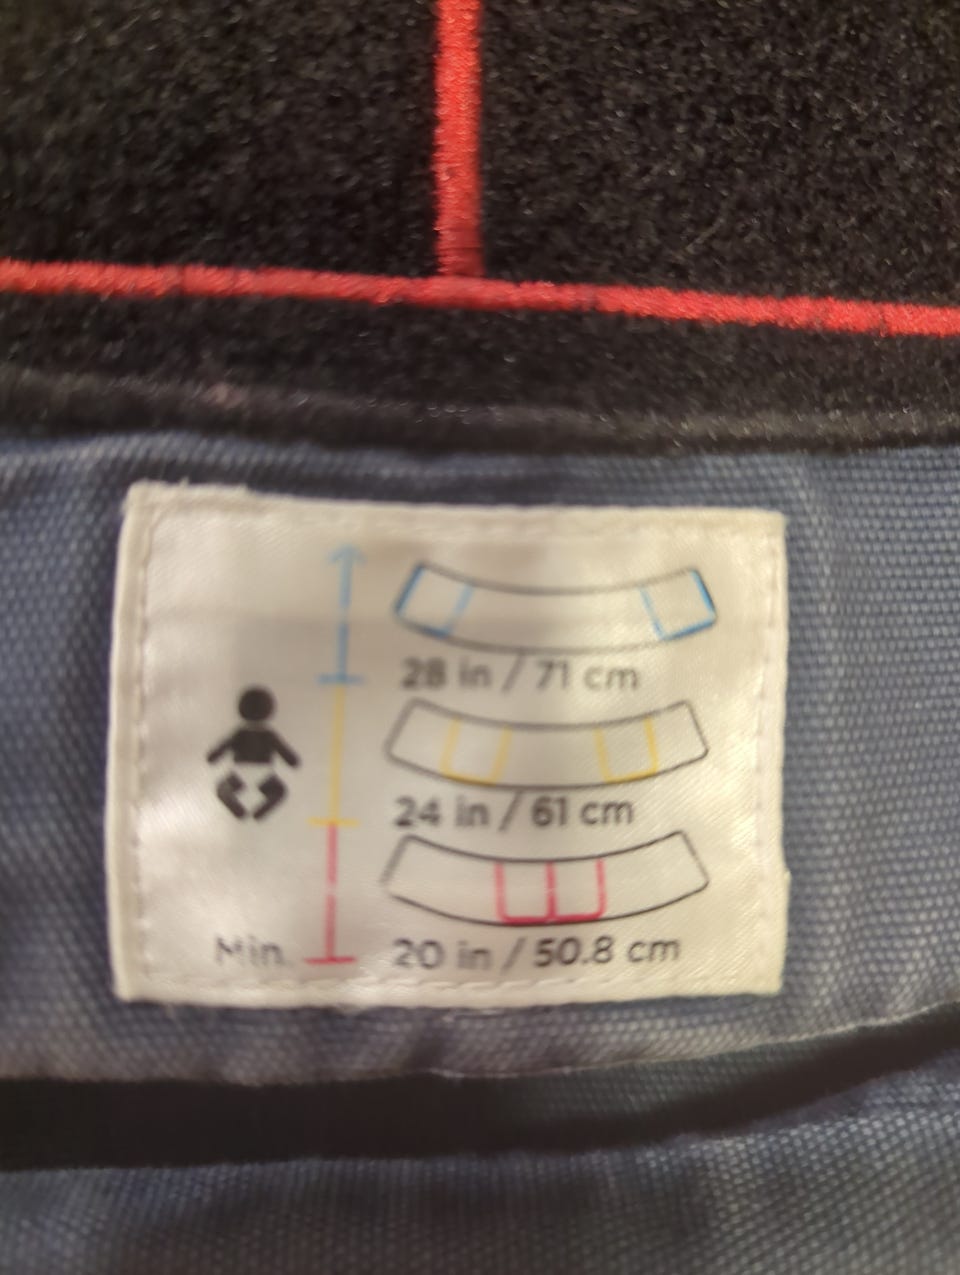 28 in / 71 cm
24 in / 61 cm
Min. 20 in / 50.8 cm